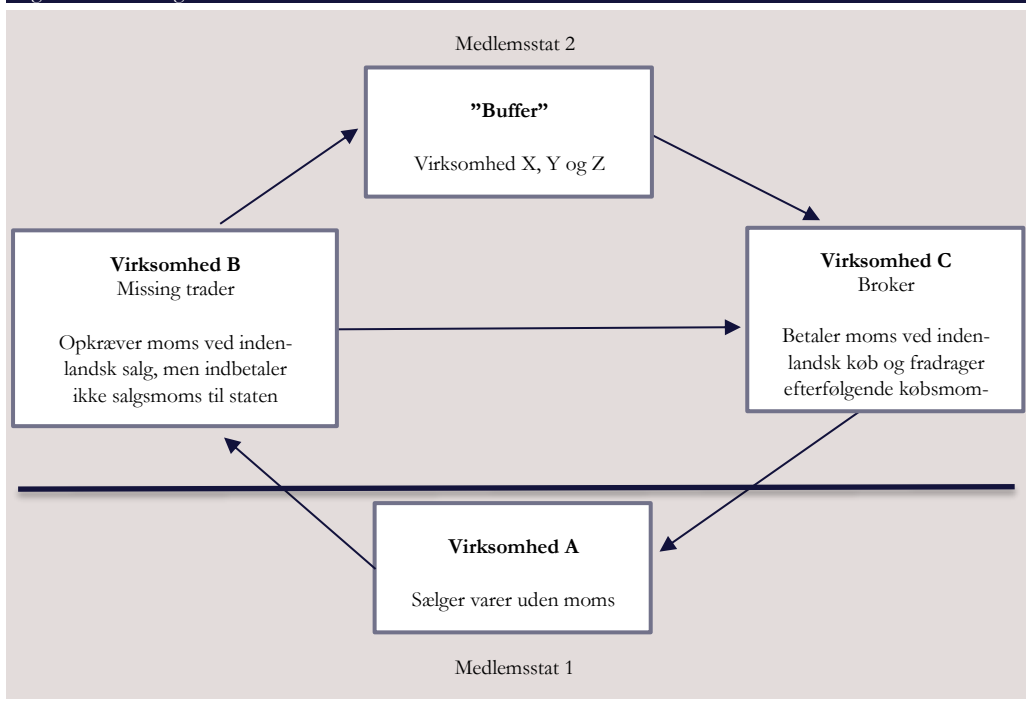 Medlemsstat 2
”Buffer”
Virksomhed X, Y og Z
Virksomhed B
Missing trader
Opkræver moms ved inden-
landsk salg, men indbetaler
ikke salgsmoms til staten
Virksomhed C
Broker
Betaler moms ved inden-
landsk køb og fradrager
efterfølgende købsmom-
Virksomhed A
Sælger varer uden moms
Medlemsstat 1